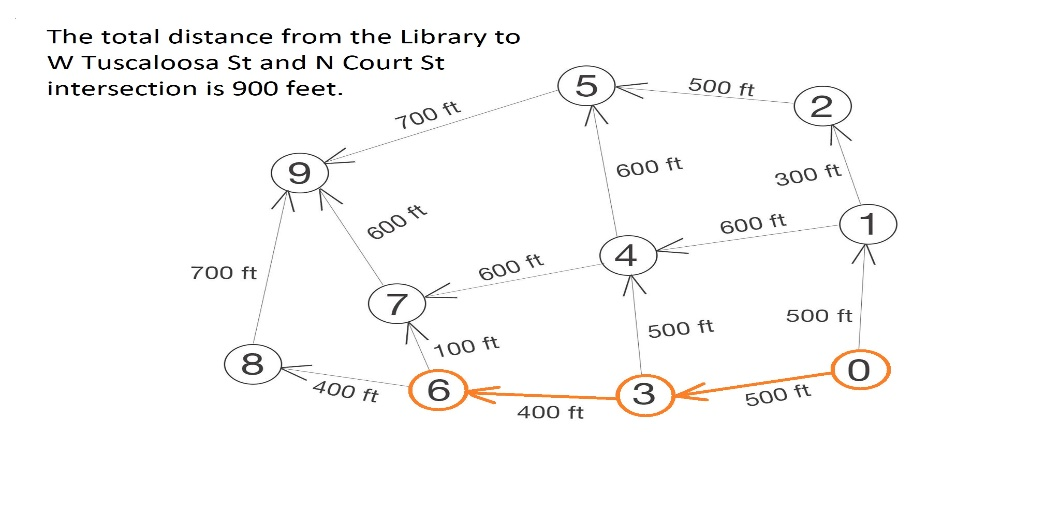 The total distance from the Library to
W Tuscaloosa St and N Court St
intersection is 900 feet.
5
500 ft
2
700 ft
9
600 ft
300 ft
600 ft
600 ft
1
4
600 ft
700 ft
7
500 ft
500 ft
100 ft
8
0
400 ft
6
3
500 ft
400 ft